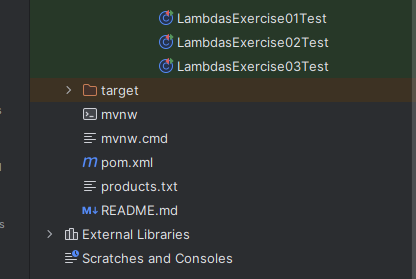 LambdasExercise01Test
LambdasExercise02Test
LambdasExercise03Test
target
mvnw
mvnw.cmd
m pom.xml
products.txt
M↓ README.md
External Libraries
Scratches and Consoles